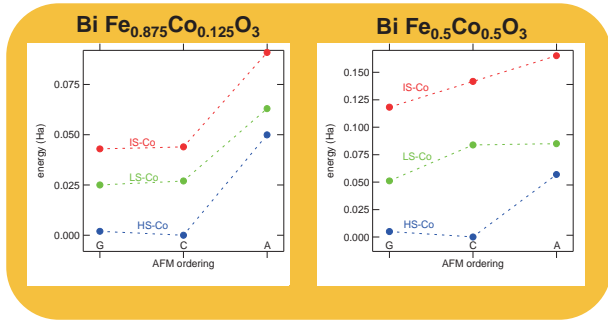 Bi Fe0.875Co0.125O3
Bi Fe0.5Co0.5O3
energy (Ha)
0.075
0.050
0.025
0.000
IS-Co
LS-Co
HS-Co
G
C
A
AFM ordering
energy (Ha)
0.150
0.125
0.100
0.075
0.050
0.025
0.000
IS-Co
LS-Co
HS-Co
G
C
A
AFM ordering